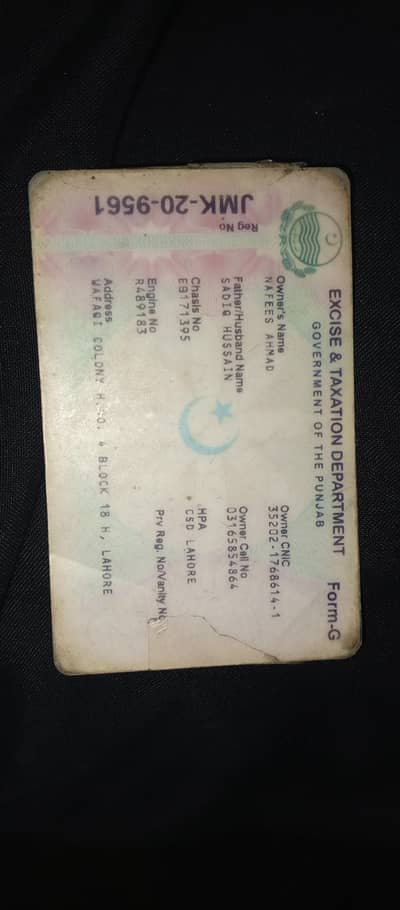 EXCISE & TAXATION DEPARTMENT Form-G
GOVERNMENT OF THE PUNJAB
Reg No
JMK-20-9561
Owner's Name
NAFEES AHMAD
Owner CNIC
35202-1768614-1
Father/Husband Name
SADIQ HUSSAIN
Owner Cell No
03165854864
Chasis No
EB171395
HPA
CSD LAHORE
Engine No
R489183
Prv Reg. No/Vanity No
Address
WAFAQI COLONY 4 BLOCK 18 H, LAHORE